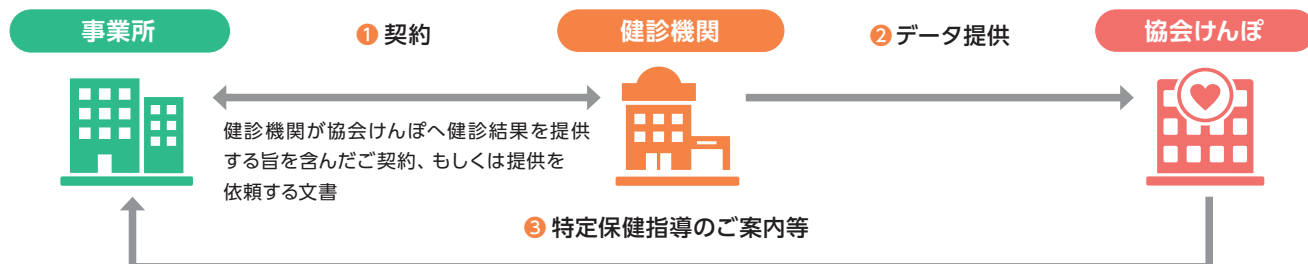 事業所
❶ 契約
健診機関
❷ データ提供
協会けんぽ
健診機関が協会けんぽへ健診結果を提供
する旨を含んだご契約、もしくは提供を
依頼する文書
❸ 特定保健指導のご案内等